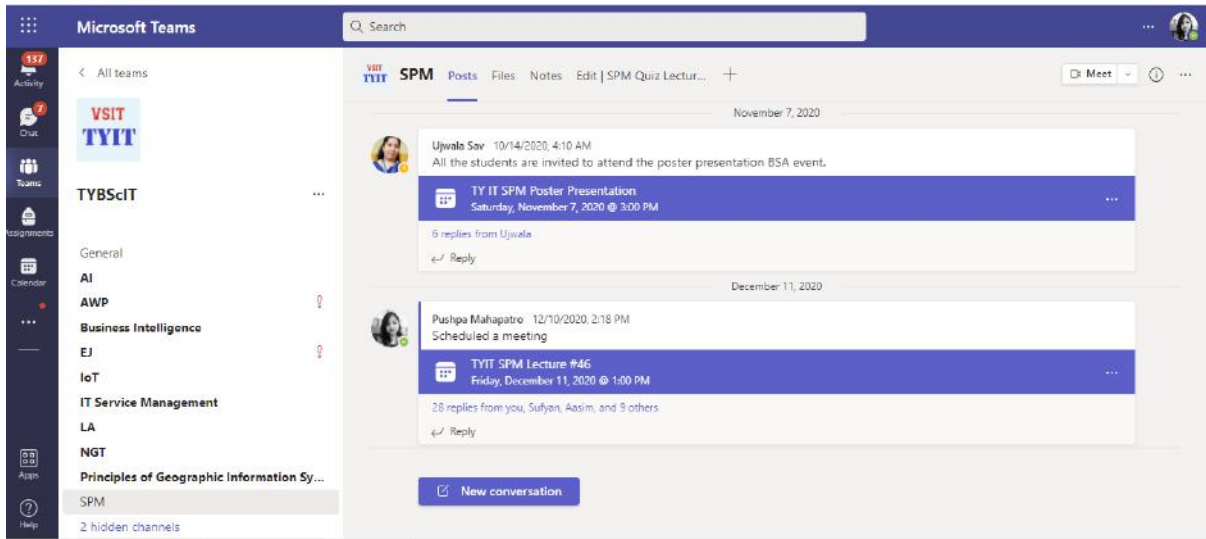 Microsoft Teams
Search
137
Activity
7
Chat
Teams
Assignments
Calendar
Apps
Help
All teams
VSIT
TYIT
TYBScIT
General
AI
AWP
Business Intelligence
EJ
IoT
IT Service Management
LA
NGT
Principles of Geographic Information Sy...
SPM
2 hidden channels
VSIT
TYIT
SPM Posts Files Notes Edit | SPM Quiz Lectur...
Meet
November 7, 2020
Ujwala Sav 10/14/2020, 4:10 AM
All the students are invited to attend the poster presentation BSA event.
TY IT SPM Poster Presentation
Saturday, November 7, 2020 @ 3:00 PM
6 replies from Ujwala
Reply
December 11, 2020
Pushpa Mahapatro 12/10/2020, 2:18 PM
Scheduled a meeting
TYIT SPM Lecture #46
Friday, December 11, 2020 @ 1:00 PM
28 replies from you, Sufyan, Aasim, and 9 others
Reply
New conversation